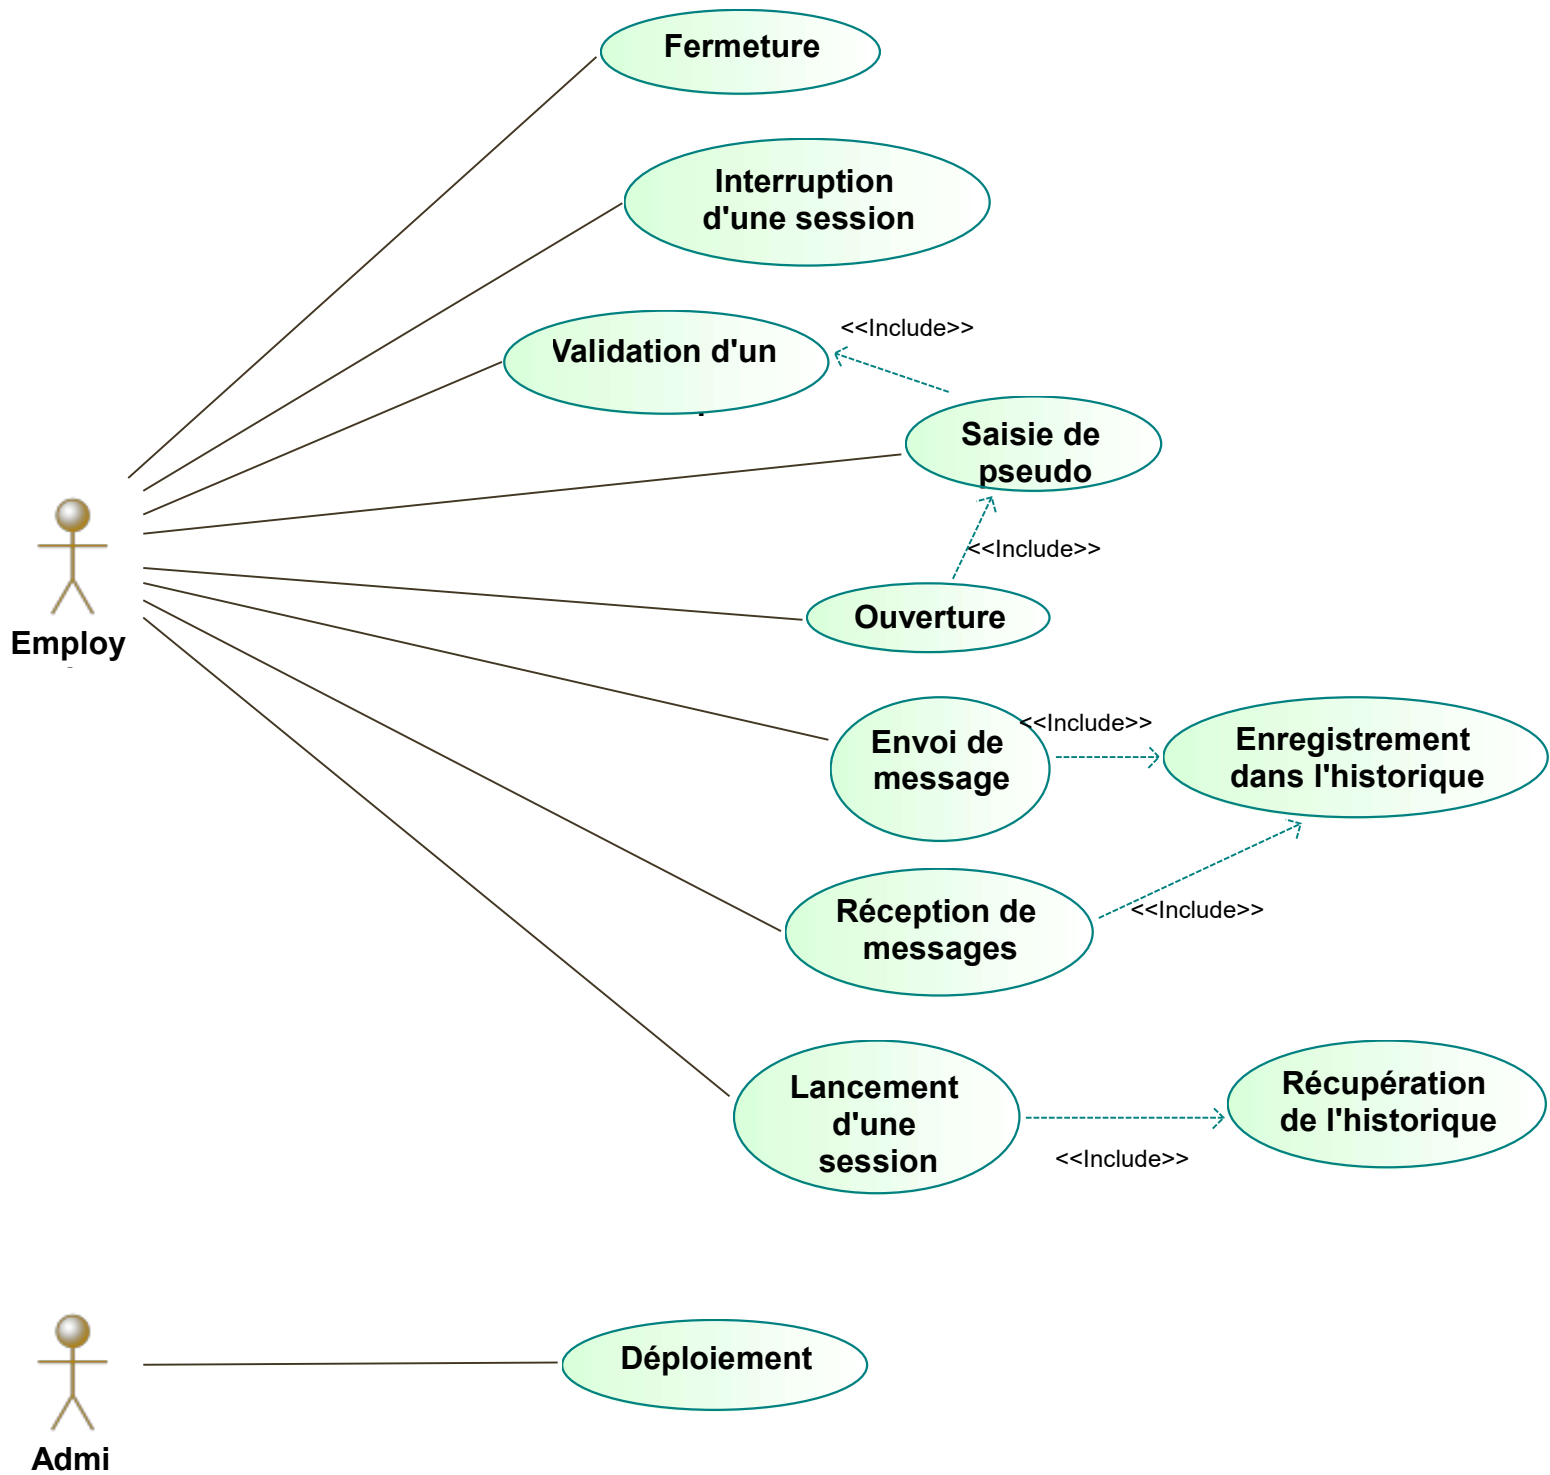 Fermeture
Interruption
d'une session
<<Include>>
Validation d'un
Saisie de
pseudo
<<Include>>
Ouverture
Employ
<<Include>>
Envoi de
message
Enregistrement
dans l'historique
Réception de
messages
<<Include>>
Lancement
d'une
session
Récupération
de l'historique
<<Include>>
Déploiement
Admi